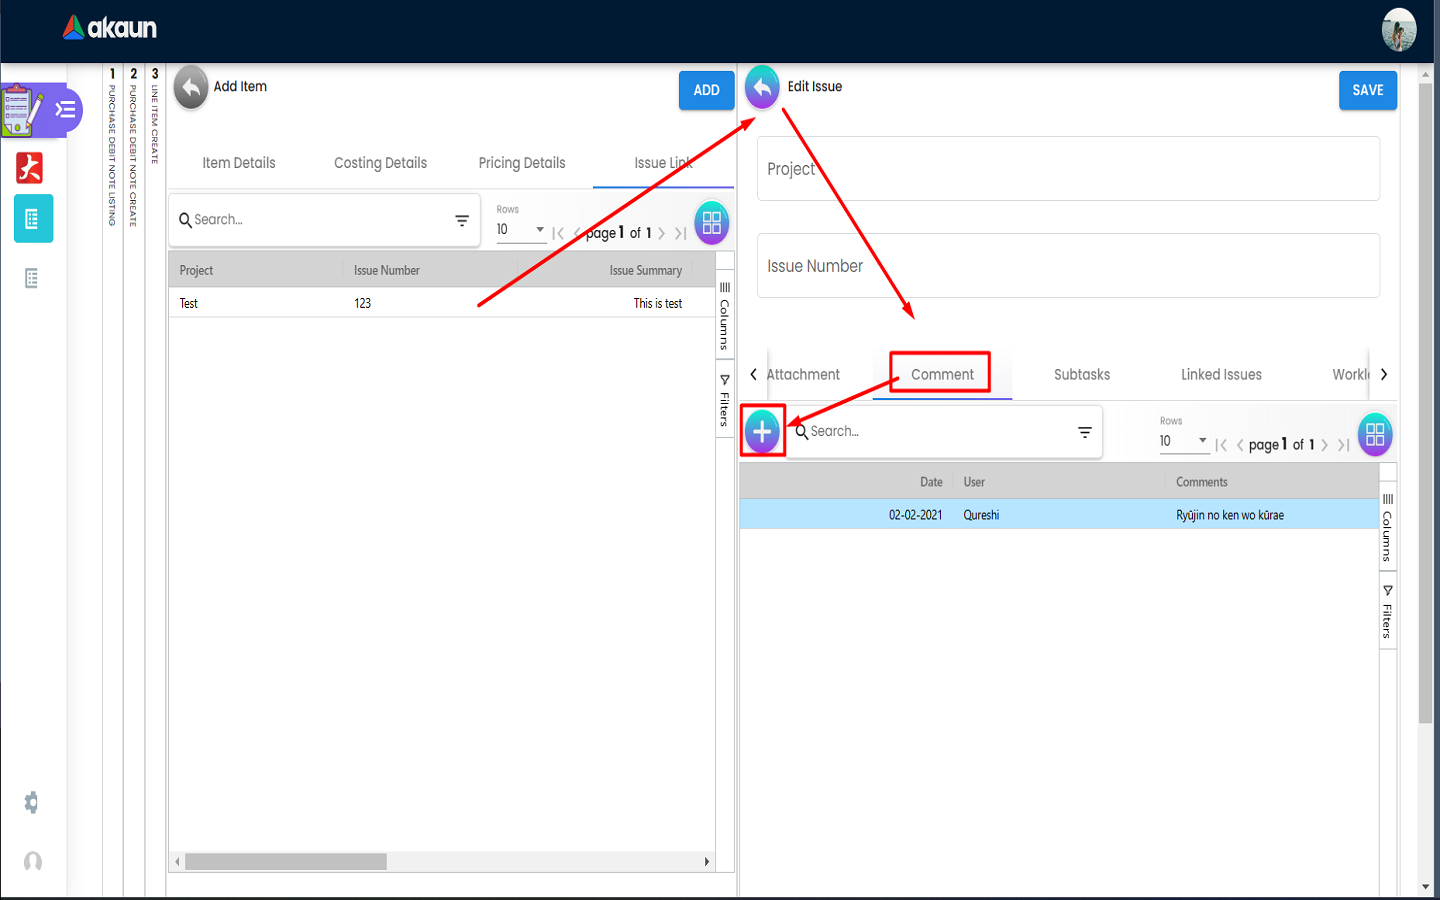 akaun
1 PURCHASE DEBIT NOTE LISTING
2 PURCHASE DEBIT NOTE CREATE
3 LINE ITEM CREATE
Add Item
ADD
Item Details
Costing Details
Pricing Details
Issue Link
Search...
Rows
10
page 1 of 1
Project
Issue Number
Issue Summary
Test
123
This is test
Columns
Filters
Edit Issue
SAVE
Project
Issue Number
Attachment
Comment
Subtasks
Linked Issues
Search...
Rows
10
page 1 of 1
Date
User
Comments
02-02-2021
Qureshi
Ryûjin no ken wo kûrae
Columns
Filters